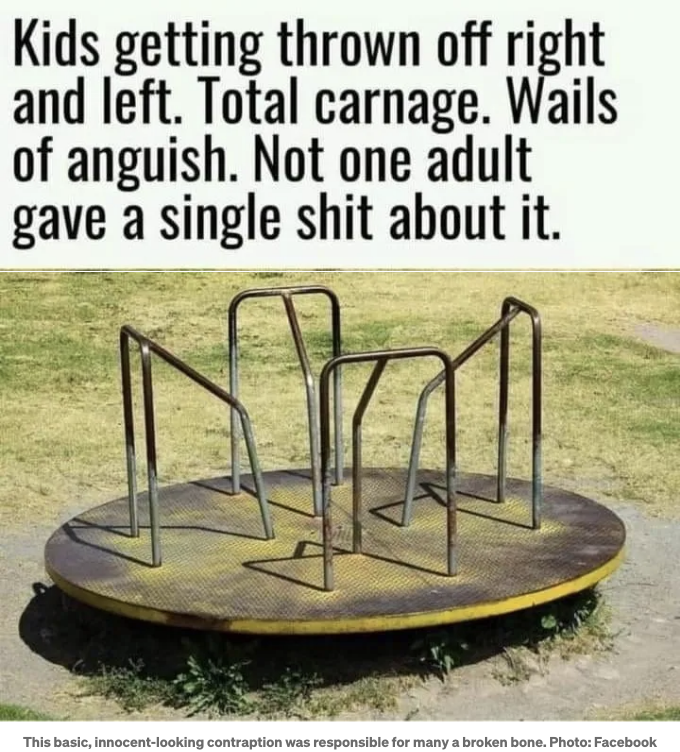 Kids getting thrown off right
and left. Total carnage. Wails
of anguish. Not one adult
gave a single shit about it.
This basic, innocent-looking contraption was responsible for many a broken bone. Photo: Facebook